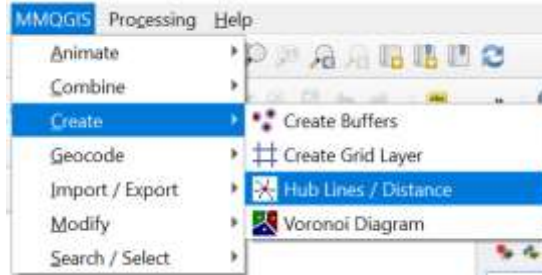 MMQGIS Processing Help
Animate
Combine
Create
Create Buffers
Geocode
Create Grid Layer
Import / Export
Hub Lines / Distance
Modify
Voronoi Diagram
Search / Select